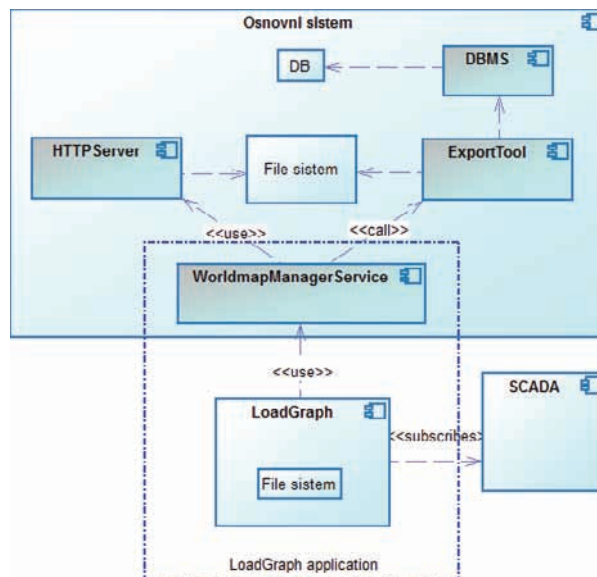 Osnovni sistem
DB
DBMS
HTTPServer
File sistem
ExportTool
<<use>>
<<call>>
WorldmapManagerService
<<use>>
LoadGraph
SCADA
<<subscribes>
File sistem
LoadGraph application